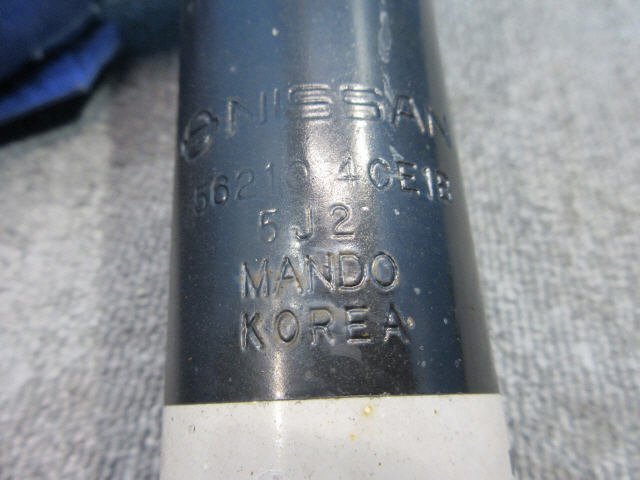 NISSAN
56210 4CE1B
5J2
MANDO
KOREA